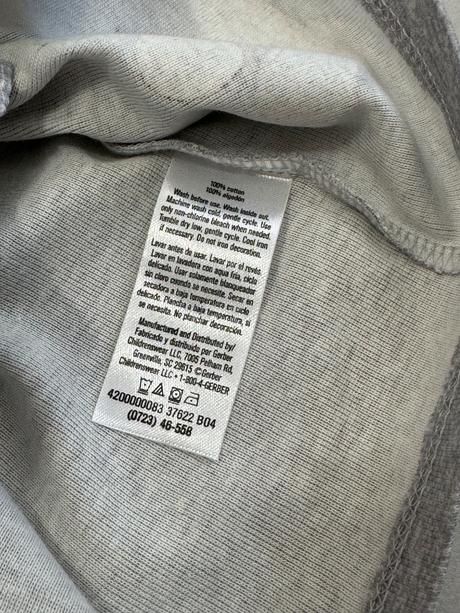 100% cotton
100% algodón
Wash before use. Wash inside out.
Machine wash cold, gentle cycle. Use
only non-chlorine bleach when needed.
Tumble dry low, gentle cycle. Cool iron
if necessary. Do not iron decoration.
Lavar antes de usar. Lavar por el revés.
Lavar en lavadora con agua fría, ciclo
delicado. Usar solamente blanqueador
sin cloro cuando se necesite. Secar en
secadora a baja temperatura en ciclo
delicado. Plancha a baja temperatura, si
se necesite. No planchar decoración.
Manufactured and Distributed by/
Fabricado y distribuido por Gerber
Childrenswear LLC, 7005 Pelham Rd,
Greenville, SC 29615 ©Gerber
Childrenswear LLC • 1-800-4-GERBER
4200000083 37622 B04
(0723) 46-558